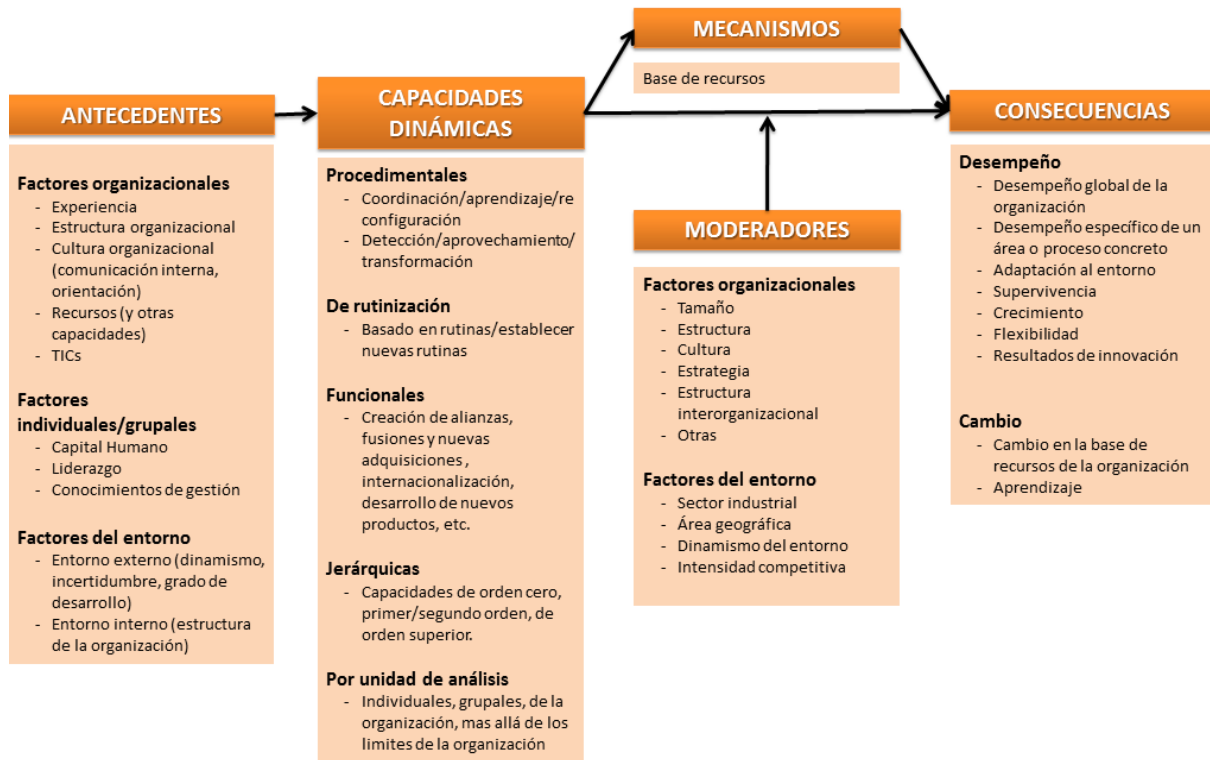 ANTECEDENTES
Factores organizacionales
- Experiencia
- Estructura organizacional
- Cultura organizacional
(comunicación interna,
orientación)
- Recursos (y otras
capacidades)
- TICs
Factores
individuales/grupales
- Capital Humano
- Liderazgo
- Conocimientos de gestión
Factores del entorno
- Entorno externo (dinamismo,
incertidumbre, grado de
desarrollo)
- Entorno interno (estructura
de la organización)
CAPACIDADES
DINÁMICAS
Procedimentales
- Coordinación/aprendizaje/re
configuración
- Detección/aprovechamiento/
transformación
De rutinización
- Basado en rutinas/establecer
nuevas rutinas
Funcionales
- Creación de alianzas,
fusiones y nuevas
adquisiciones ,
internacionalización,
desarrollo de nuevos
productos, etc.
Jerárquicas
- Capacidades de orden cero,
primer/segundo orden, de
orden superior.
Por unidad de análisis
- Individuales, grupales, de la
organización, mas allá de los
limites de la organización
MECANISMOS
Base de recursos
MODERADORES
Factores organizacionales
- Tamaño
- Estructura
- Cultura
- Estrategia
- Estructura
interorganizacional
- Otras
Factores del entorno
- Sector industrial
- Área geográfica
- Dinamismo del entorno
- Intensidad competitiva
CONSECUENCIAS
Desempeño
- Desempeño global de la
organización
- Desempeño específico de un
área o proceso concreto
- Adaptación al entorno
- Supervivencia
- Crecimiento
- Flexibilidad
- Resultados de innovación
Cambio
- Cambio en la base de
recursos de la organización
- Aprendizaje